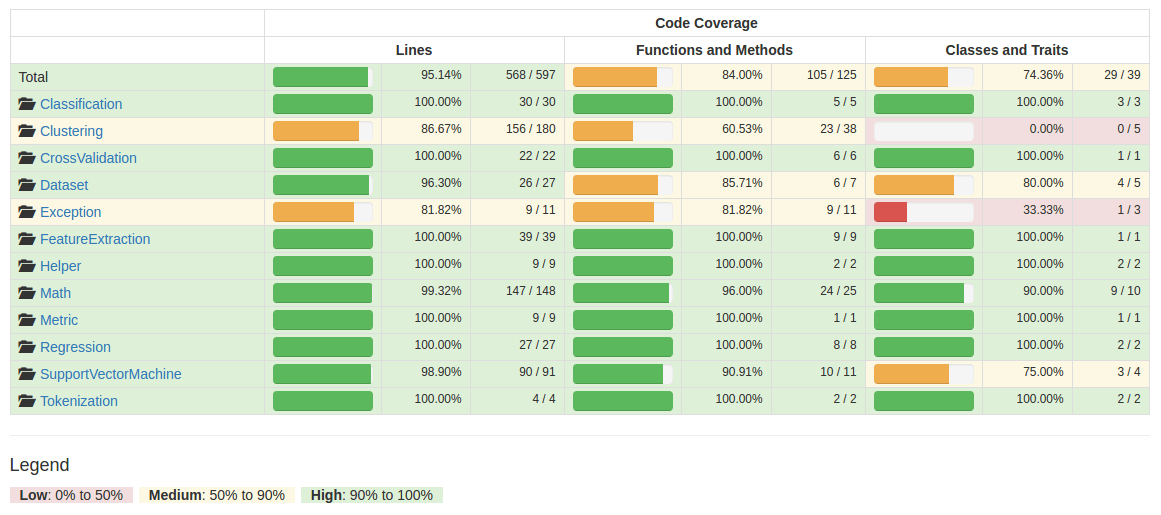 Code Coverage
Lines Functions and Methods Classes and Traits
Total 95.14% 568 / 597 84.00% 105 / 125 74.36% 29 / 39
Classification 100.00% 30 / 30 100.00% 5 / 5 100.00% 3 / 3
Clustering 86.67% 156 / 180 60.53% 23 / 38 0.00% 0 / 5
CrossValidation 100.00% 22 / 22 100.00% 6 / 6 100.00% 1 / 1
Dataset 96.30% 26 / 27 85.71% 6 / 7 80.00% 4 / 5
Exception 81.82% 9 / 11 81.82% 9 / 11 33.33% 1 / 3
FeatureExtraction 100.00% 39 / 39 100.00% 9 / 9 100.00% 1 / 1
Helper 100.00% 9 / 9 100.00% 2 / 2 100.00% 2 / 2
Math 99.32% 147 / 148 96.00% 24 / 25 90.00% 9 / 10
Metric 100.00% 9 / 9 100.00% 1 / 1 100.00% 1 / 1
Regression 100.00% 27 / 27 100.00% 8 / 8 100.00% 2 / 2
SupportVectorMachine 98.90% 90 / 91 90.91% 10 / 11 75.00% 3 / 4
Tokenization 100.00% 4 / 4 100.00% 2 / 2 100.00% 2 / 2
Legend
Low: 0% to 50% Medium: 50% to 90% High: 90% to 100%